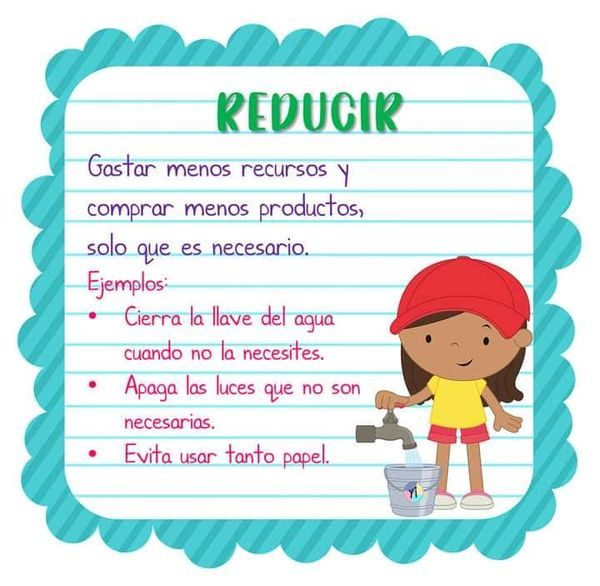 REDUCIR
Gastar menos recursos y
comprar menos productos,
solo que es necesario.
Ejemplos:
• Cierra la llave del agua
cuando no la necesites.
• Apaga las luces que no son
necesarias.
• Evita usar tanto papel.
yi